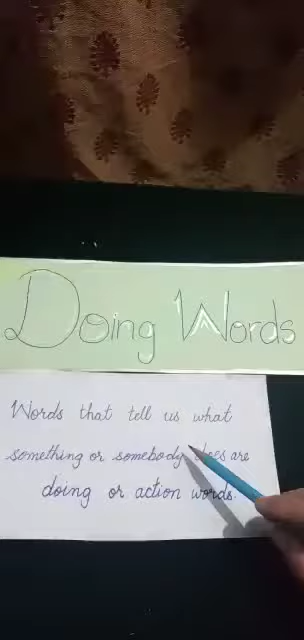 Doing Words
Words that tell us what
something or somebody does are
doing or action words.